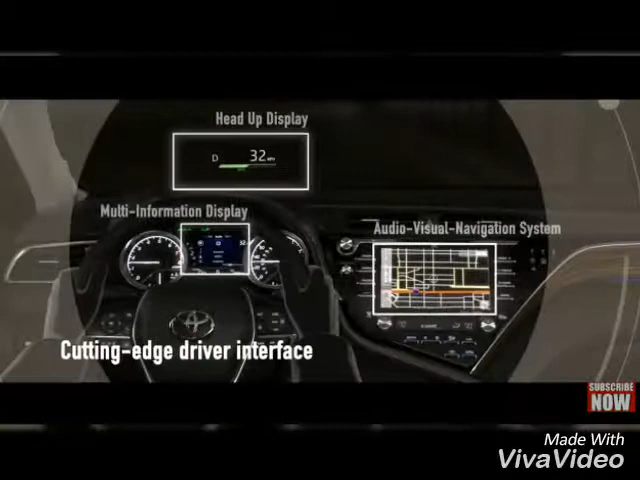 Head Up Display
D 32 MPH
Multi-Information Display
Audio-Visual-Navigation System
Cutting-edge driver interface
SUBSCRIBE
NOW
Made With
VivaVideo